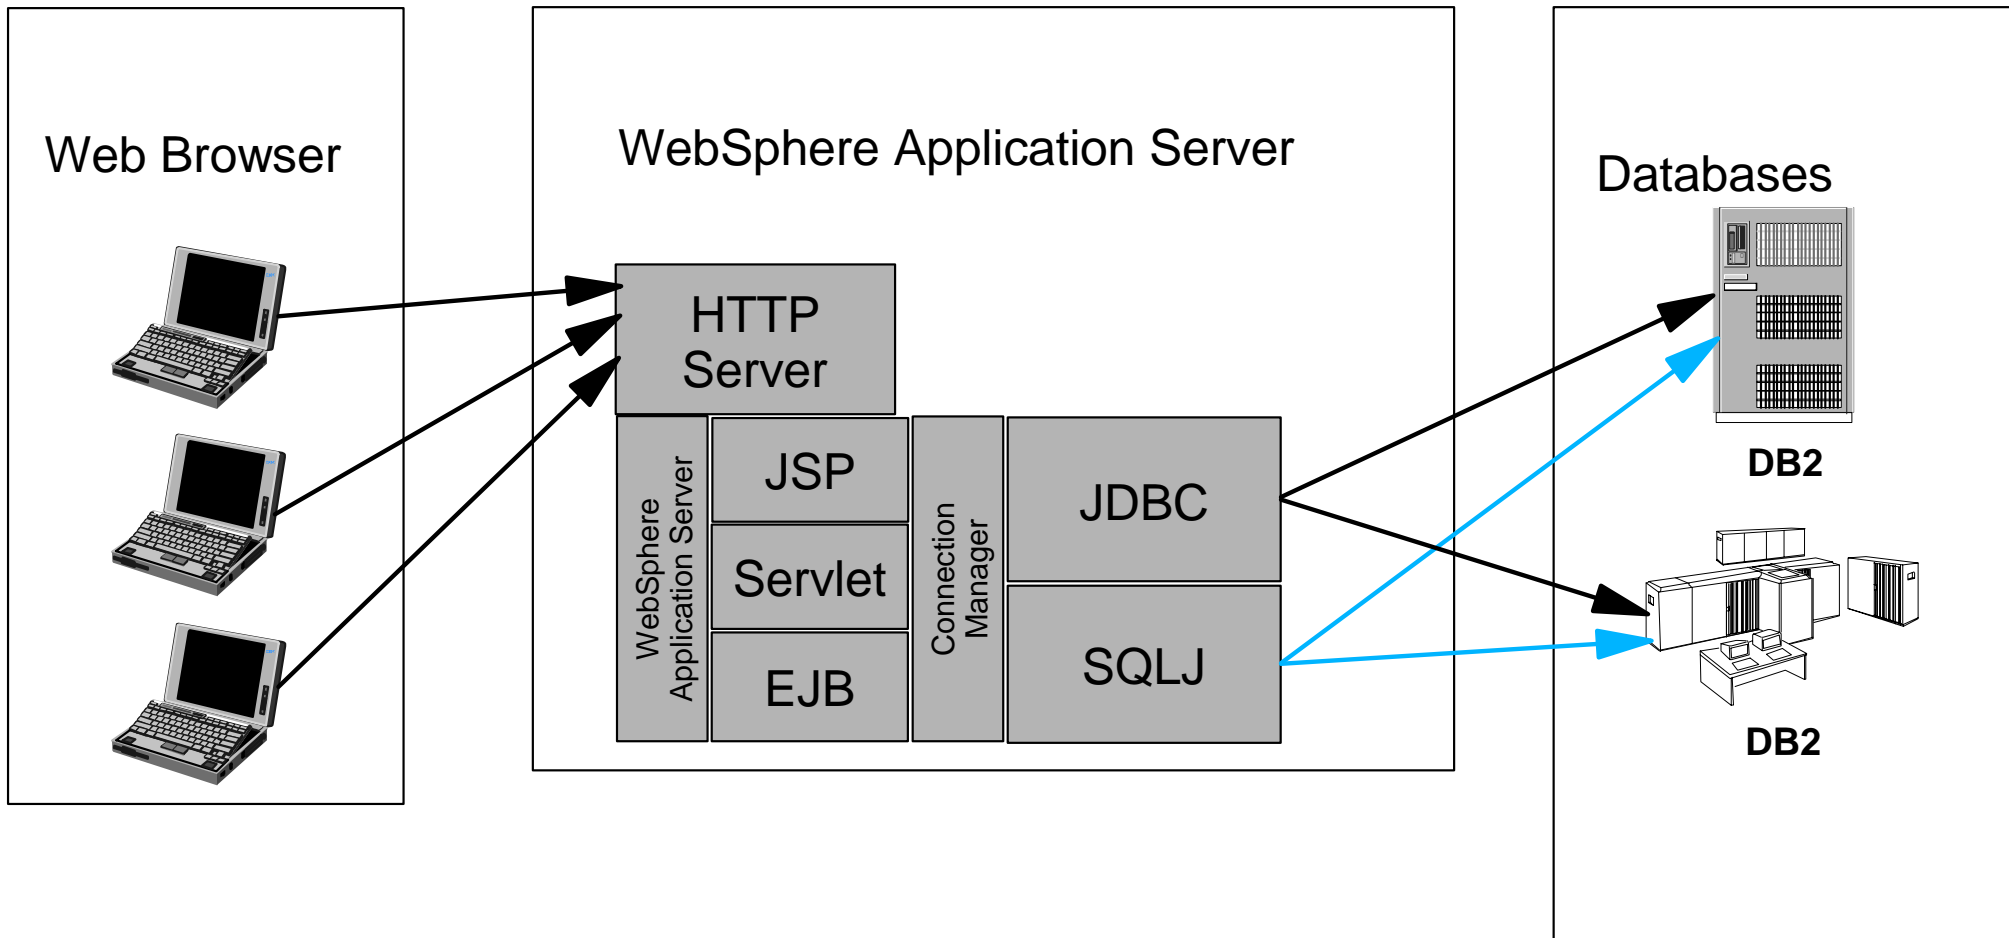 Web Browser
WebSphere Application Server
Databases
HTTP
Server
WebSphere
Application Server
JSP
Servlet
EJB
Connection
Manager
JDBC
SQLJ
DB2
DB2